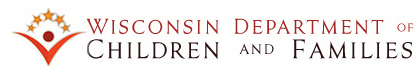 Wisconsin Department of
Children and Families